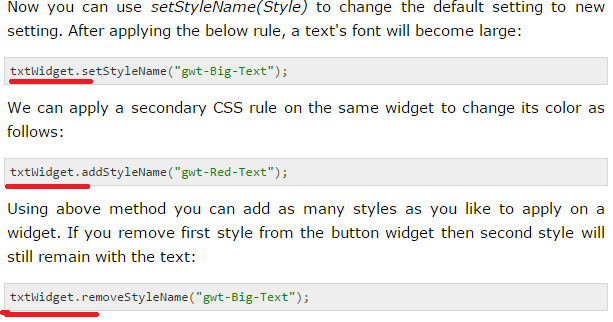 Now you can use setStyleName(Style) to change the default setting to new
setting. After applying the below rule, a text's font will become large:
txtWidget.setStyleName("gwt-Big-Text");
We can apply a secondary CSS rule on the same widget to change its color as
follows:
txtWidget.addStyleName("gwt-Red-Text");
Using above method you can add as many styles as you like to apply on a
widget. If you remove first style from the button widget then second style will
still remain with the text:
txtWidget.removeStyleName("gwt-Big-Text");